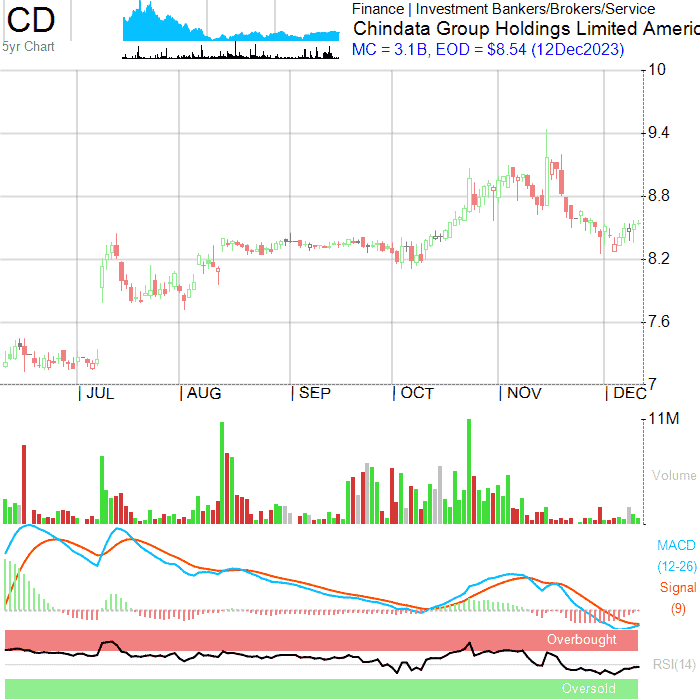 CD
5yr Chart
Finance | Investment Bankers/Brokers/Service
Chindata Group Holdings Limited Americ
MC = 3.1B, EOD = $8.54 (12Dec2023)
10
9.4
8.8
8.2
7.6
7
JUL AUG SEP OCT NOV DEC
11M
Volume
MACD
(12-26)
Signal
(9)
Overbought
RSI(14)
Oversold